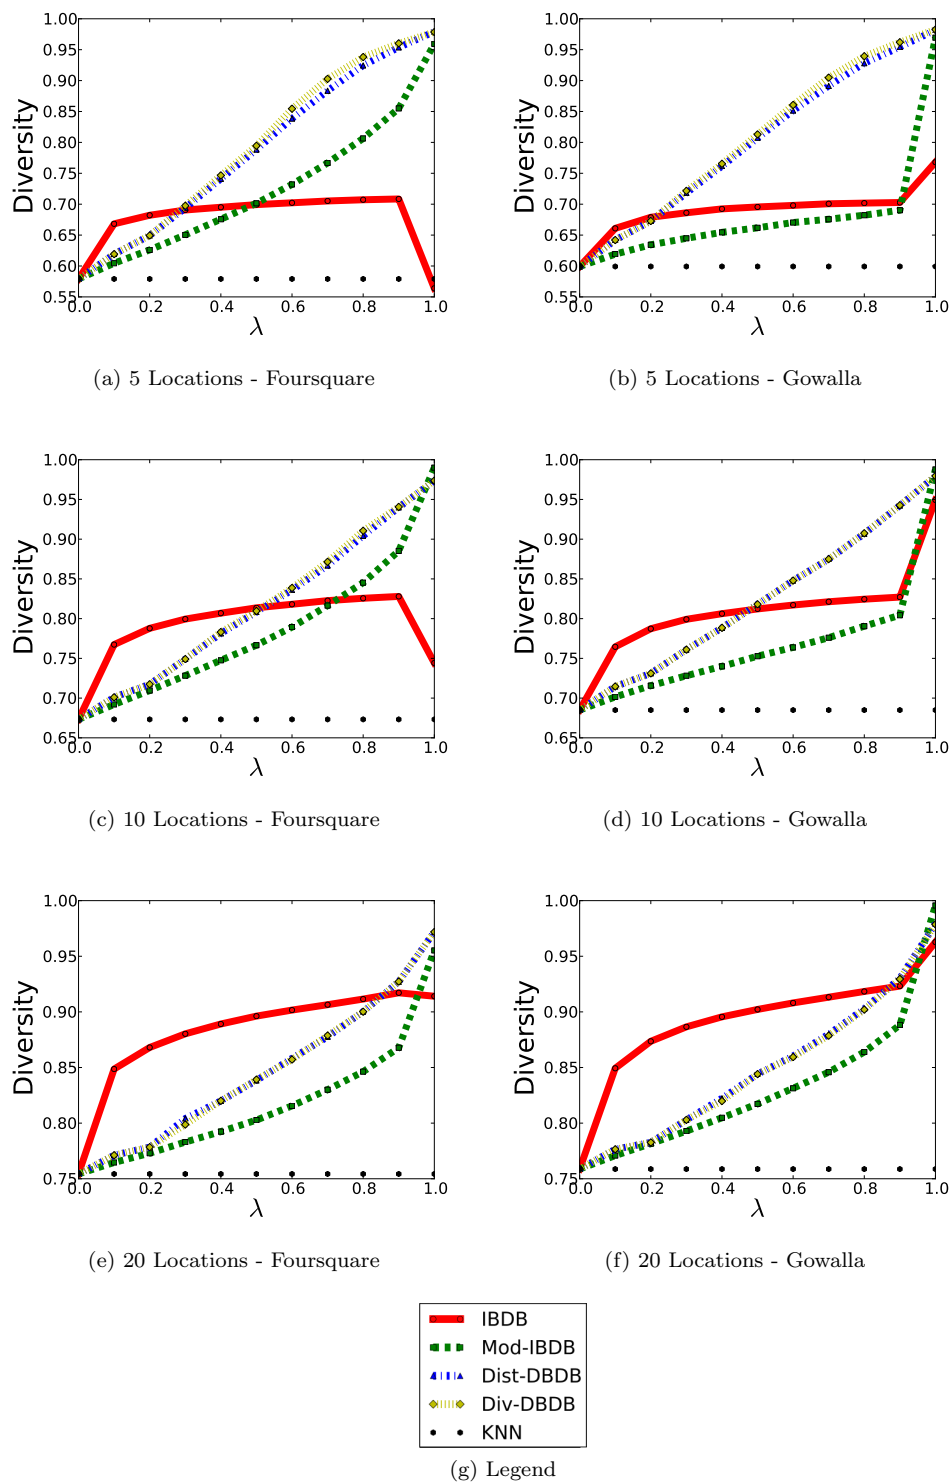 1.00 0.95 0.90 0.85 0.80 0.75 0.70 0.65 0.60 0.55
Diversity
0.0 0.2 0.4 0.6 0.8 1.0
λ
(a) 5 Locations - Foursquare
1.00 0.95 0.90 0.85 0.80 0.75 0.70 0.65 0.60 0.55
Diversity
0.0 0.2 0.4 0.6 0.8 1.0
λ
(b) 5 Locations - Gowalla
1.00 0.95 0.90 0.85 0.80 0.75 0.70 0.65
Diversity
0.0 0.2 0.4 0.6 0.8 1.0
λ
(c) 10 Locations - Foursquare
1.00 0.95 0.90 0.85 0.80 0.75 0.70 0.65
Diversity
0.0 0.2 0.4 0.6 0.8 1.0
λ
(d) 10 Locations - Gowalla
1.00 0.95 0.90 0.85 0.80 0.75
Diversity
0.0 0.2 0.4 0.6 0.8 1.0
λ
(e) 20 Locations - Foursquare
1.00 0.95 0.90 0.85 0.80 0.75
Diversity
0.0 0.2 0.4 0.6 0.8 1.0
λ
(f) 20 Locations - Gowalla
IBDB
Mod-IBDB
Dist-DBDB
Div-DBDB
KNN
(g) Legend